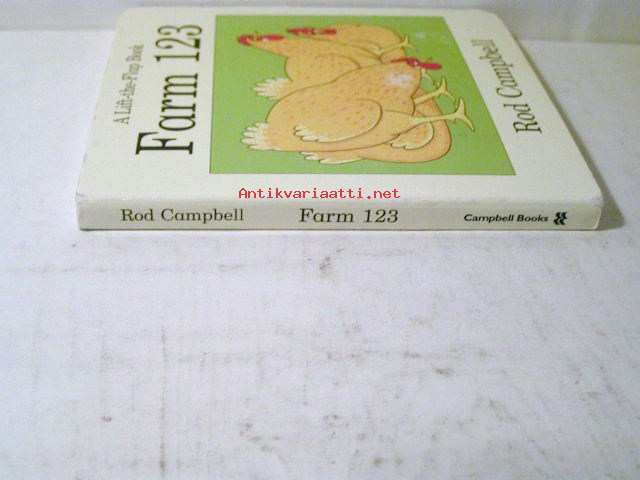 A Lift-the-Flap Book
Farm 123
Rod Campbell
Antikvariaatti.net
Rod Campbell Farm 123 Campbell Books